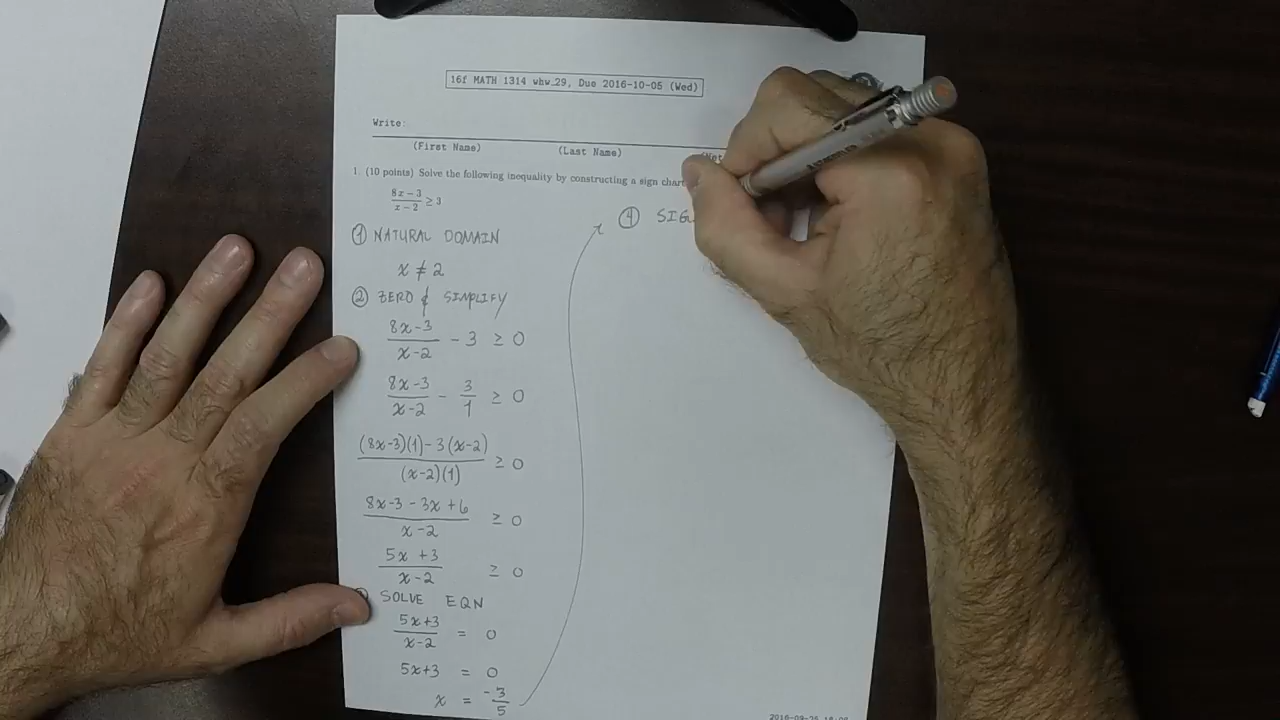 16f MATH 1314 whw_29, Due 2016-10-05 (Wed)
Write:
(First Name) (Last Name)
1. (10 points) Solve the following inequality by constructing a sign chart
(8x − 3)/(x − 2) ≥ 3
① NATURAL DOMAIN
x ≠ 2
② ZERO & SIMPLIFY
(8x-3)/(x-2) - 3 ≥ 0
(8x-3)/(x-2) - 3/1 ≥ 0
((8x-3)(1) - 3(x-2))/((x-2)(1)) ≥ 0
(8x-3-3x+6)/(x-2) ≥ 0
(5x+3)/(x-2) ≥ 0
SOLVE EQN
(5x+3)/(x-2) = 0
5x+3 = 0
x = -3/5
④ SIG